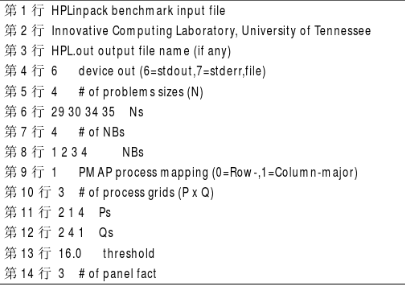 第 1 行 HPLinpack benchmark input file
第 2 行 Innovative Computing Laboratory, University of Tennessee
第 3 行 HPL.out output file name (if any)
第 4 行 6 device out (6=stdout,7=stderr,file)
第 5 行 4 # of problems sizes (N)
第 6 行 29 30 34 35 Ns
第 7 行 4 # of NBs
第 8 行 1 2 3 4 NBs
第 9 行 1 PMAP process mapping (0=Row-,1=Column-major)
第 10 行 3 # of process grids (P x Q)
第 11 行 2 1 4 Ps
第 12 行 2 4 1 Qs
第 13 行 16.0 threshold
第 14 行 3 # of panel fact